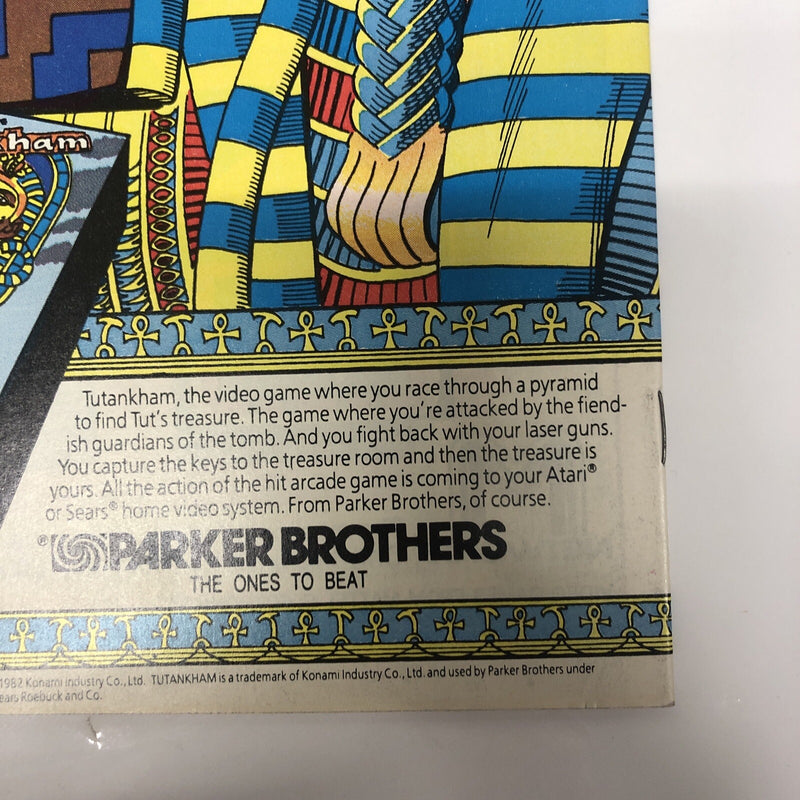 ham
Tutankham, the video game where you race through a pyramid
to find Tut's treasure. The game where you're attacked by the fiend-
ish guardians of the tomb. And you fight back with your laser guns.
You capture the keys to the treasure room and then the treasure is
yours. All the action of the hit arcade game is coming to your Atari®
or Sears® home video system. From Parker Brothers, of course.
® PARKER BROTHERS
THE ONES TO BEAT
1982 Konami Industry Co., Ltd. TUTANKHAM is a trademark of Konami Industry Co., Ltd. and used by Parker Brothers under
ears Roebuck and Co.